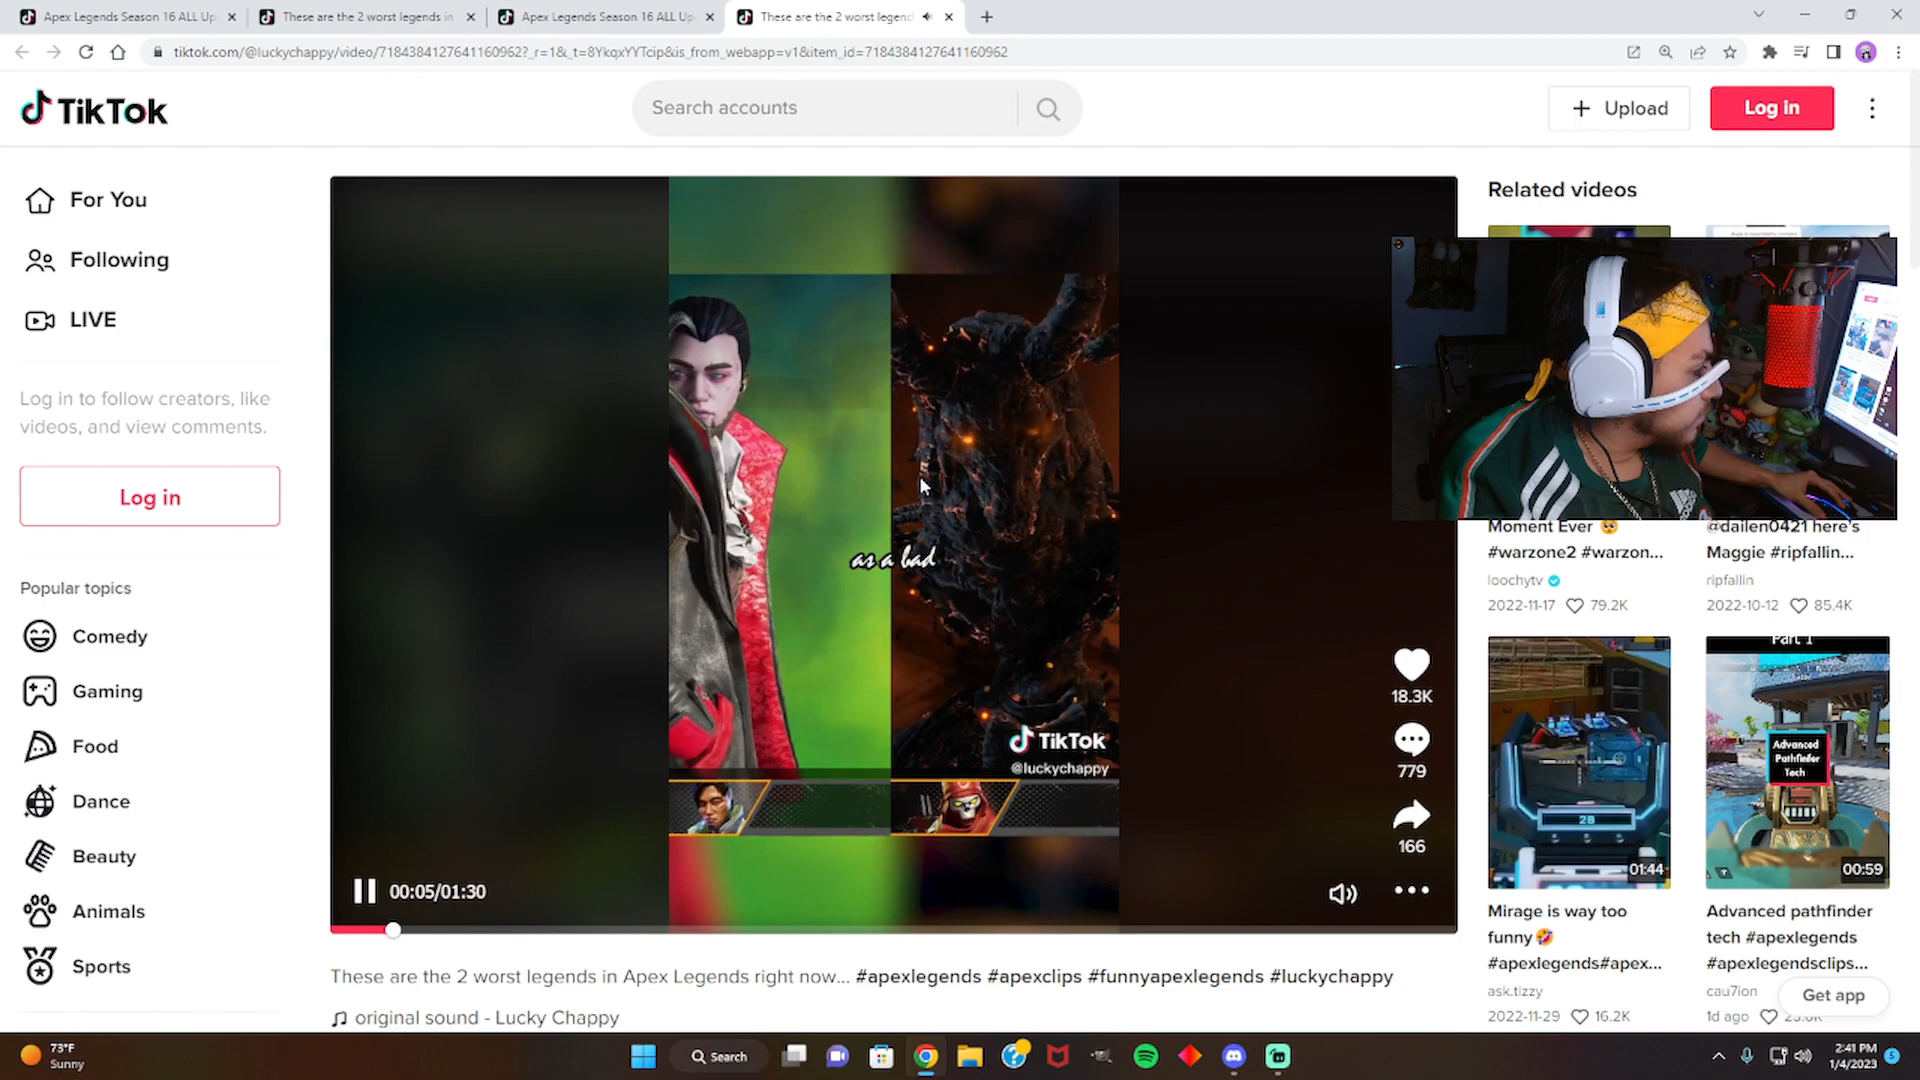 Apex Legends Season 16 ALL Up
These are the 2 worst legends in
Apex Legends Season 16 ALL Up
These are the 2 worst legend
tiktok.com/@luckychappy/video/7184384127641160962?_r=1&_t=8YkqxYYTcip&is_from_webapp=v1&item_id=7184384127641160962
TikTok
Search accounts
Upload
Log in
For You
Following
LIVE
Log in to follow creators, like
videos, and view comments.
Log in
Popular topics
Comedy
Gaming
Food
Dance
Beauty
Animals
Sports
as a bad
TikTok
@luckychappy
18.3K
779
166
00:05/01:30
These are the 2 worst legends in Apex Legends right now... #apexlegends #apexclips #funnyapexlegends #luckychappy
original sound - Lucky Chappy
Related videos
Moment Ever 🥺
#warzone2 #warzon...
loochytv
2022-11-17 79.2K
@dailen0421 here's
Maggie #ripfallin...
ripfallin
2022-10-12 85.4K
28
01:44
Mirage is way too
funny 🤣
#apexlegends#apex...
ask.tizzy
2022-11-29 16.2K
Part 1
Advanced
Pathfinder
Tech
00:59
Advanced pathfinder
tech #apexlegends
#apexlegendsclips...
cau7ion
1d ago
Get app
73°F
Sunny
Search
2:41 PM
1/4/2023
5